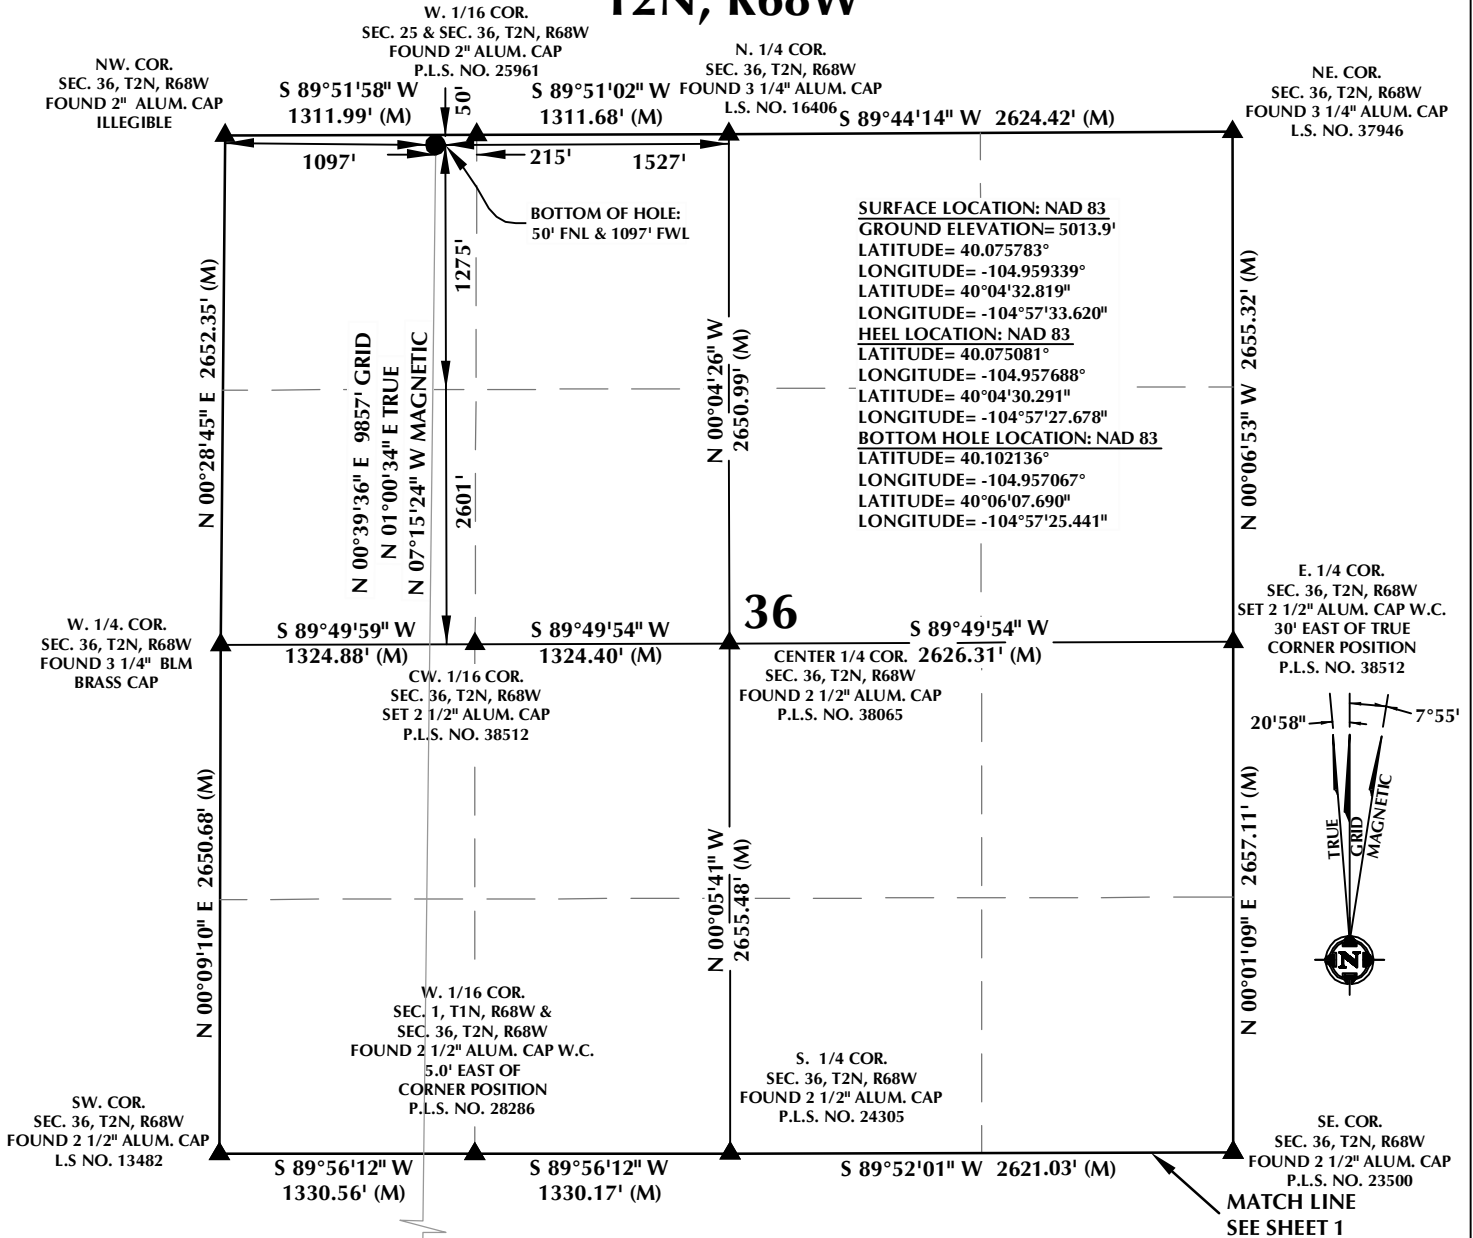 T2N, R68W
W. 1/16 COR.
SEC. 25 & SEC. 36, T2N, R68W
FOUND 2" ALUM. CAP
P.L.S. NO. 25961
NW. COR.
SEC. 36, T2N, R68W
FOUND 2" ALUM. CAP
ILLEGIBLE
N. 1/4 COR.
SEC. 36, T2N, R68W
FOUND 3 1/4" ALUM. CAP
L.S. NO. 16406
NE. COR.
SEC. 36, T2N, R68W
FOUND 3 1/4" ALUM. CAP
L.S. NO. 37946
S 89°51'58" W
1311.99' (M)
50'
S 89°51'02" W
1311.68' (M)
S 89°44'14" W 2624.42' (M)
1097'
215'
1527'
BOTTOM OF HOLE:
50' FNL & 1097' FWL
1275'
2601'
SURFACE LOCATION: NAD 83
GROUND ELEVATION= 5013.9'
LATITUDE= 40.075783°
LONGITUDE= -104.959339°
LATITUDE= 40°04'32.819"
LONGITUDE= -104°57'33.620"
HEEL LOCATION: NAD 83
LATITUDE= 40.075081°
LONGITUDE= -104.957688°
LATITUDE= 40°04'30.291"
LONGITUDE= -104°57'27.678"
BOTTOM HOLE LOCATION: NAD 83
LATITUDE= 40.102136°
LONGITUDE= -104.957067°
LATITUDE= 40°06'07.690"
LONGITUDE= -104°57'25.441"
N 00°28'45" E 2652.35' (M)
N 00°39'36" E 9857' GRID
N 01°00'34" E TRUE
N 07°15'24" W MAGNETIC
N 00°04'26" W
2650.99' (M)
N 00°06'53" W 2655.32' (M)
W. 1/4. COR.
SEC. 36, T2N, R68W
FOUND 3 1/4" BLM
BRASS CAP
S 89°49'59" W
1324.88' (M)
S 89°49'54" W
1324.40' (M)
36
S 89°49'54" W
2626.31' (M)
CW. 1/16 COR.
SEC. 36, T2N, R68W
SET 2 1/2" ALUM. CAP
P.L.S. NO. 38512
CENTER 1/4 COR.
SEC. 36, T2N, R68W
FOUND 2 1/2" ALUM. CAP
P.L.S. NO. 38065
E. 1/4 COR.
SEC. 36, T2N, R68W
SET 2 1/2" ALUM. CAP W.C.
30' EAST OF TRUE
CORNER POSITION
P.L.S. NO. 38512
20'58"
7°55'
TRUE
GRID
MAGNETIC
N
N 00°09'10" E 2650.68' (M)
N 00°05'41" W
2655.48' (M)
N 00°01'09" E 2657.11' (M)
W. 1/16 COR.
SEC. 1, T1N, R68W &
SEC. 36, T2N, R68W
FOUND 2 1/2" ALUM. CAP W.C.
5.0' EAST OF
CORNER POSITION
P.L.S. NO. 28286
S. 1/4 COR.
SEC. 36, T2N, R68W
FOUND 2 1/2" ALUM. CAP
P.L.S. NO. 24305
SW. COR.
SEC. 36, T2N, R68W
FOUND 2 1/2" ALUM. CAP
L.S NO. 13482
SE. COR.
SEC. 36, T2N, R68W
FOUND 2 1/2" ALUM. CAP
P.L.S. NO. 23500
S 89°56'12" W
1330.56' (M)
S 89°56'12" W
1330.17' (M)
S 89°52'01" W 2621.03' (M)
MATCH LINE
SEE SHEET 1